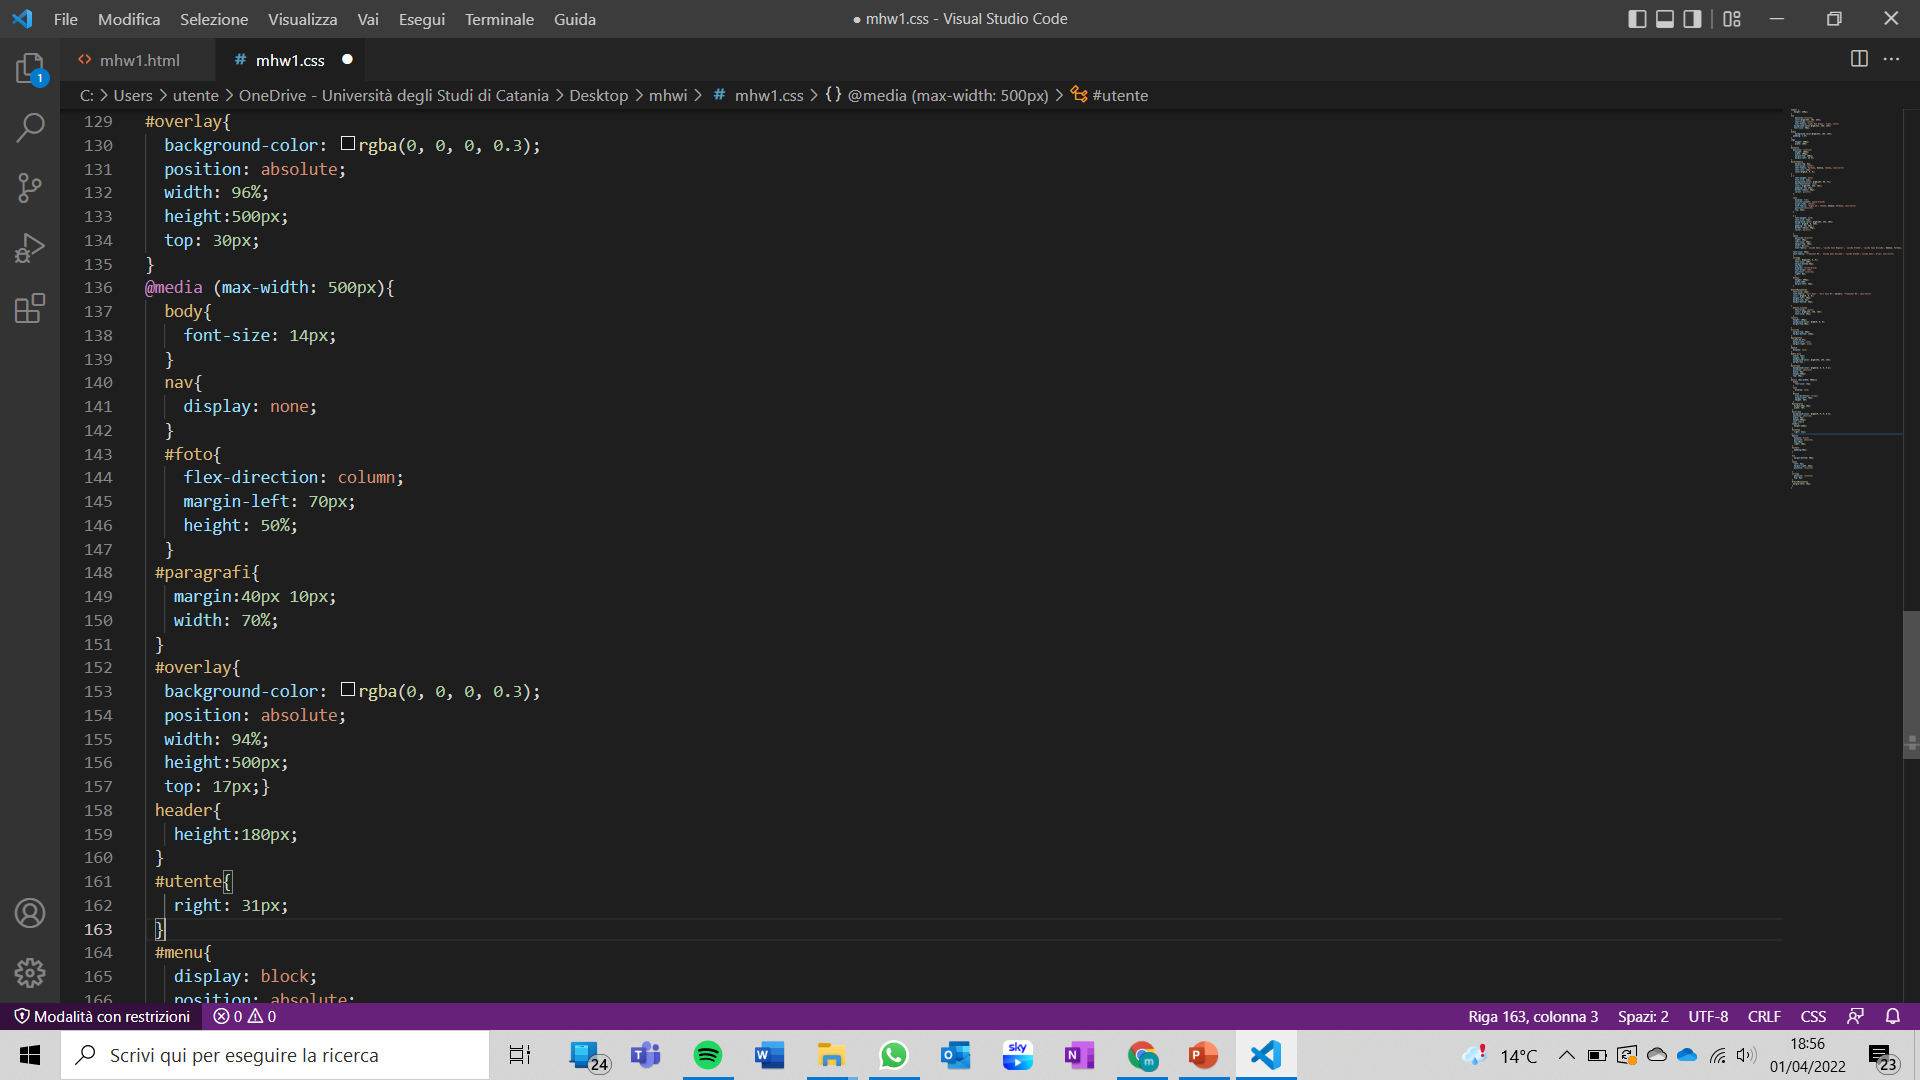 File Modifica Selezione Visualizza Vai Esegui Terminale Guida
● mhw1.css - Visual Studio Code
1
mhw1.html
# mhw1.css
C: > Users > utente > OneDrive - Università degli Studi di Catania > Desktop > mhwi > # mhw1.css > {} @media (max-width: 500px) > #utente
129 #overlay{
130 background-color: rgba(0, 0, 0, 0.3);
131 position: absolute;
132 width: 96%;
133 height:500px;
134 top: 30px;
135 }
136 @media (max-width: 500px){
137 body{
138 font-size: 14px;
139 }
140 nav{
141 display: none;
142 }
143 #foto{
144 flex-direction: column;
145 margin-left: 70px;
146 height: 50%;
147 }
148 #paragrafi{
149 margin:40px 10px;
150 width: 70%;
151 }
152 #overlay{
153 background-color: rgba(0, 0, 0, 0.3);
154 position: absolute;
155 width: 94%;
156 height:500px;
157 top: 17px;}
158 header{
159 height:180px;
160 }
161 #utente{
162 right: 31px;
163 }
164 #menu{
165 display: block;
166 position: absolute;
Modalità con restrizioni
0 0
Riga 163, colonna 3 Spazi: 2 UTF-8 CRLF CSS
Scrivi qui per eseguire la ricerca
24
sky
m
14°C
18:56
01/04/2022
23